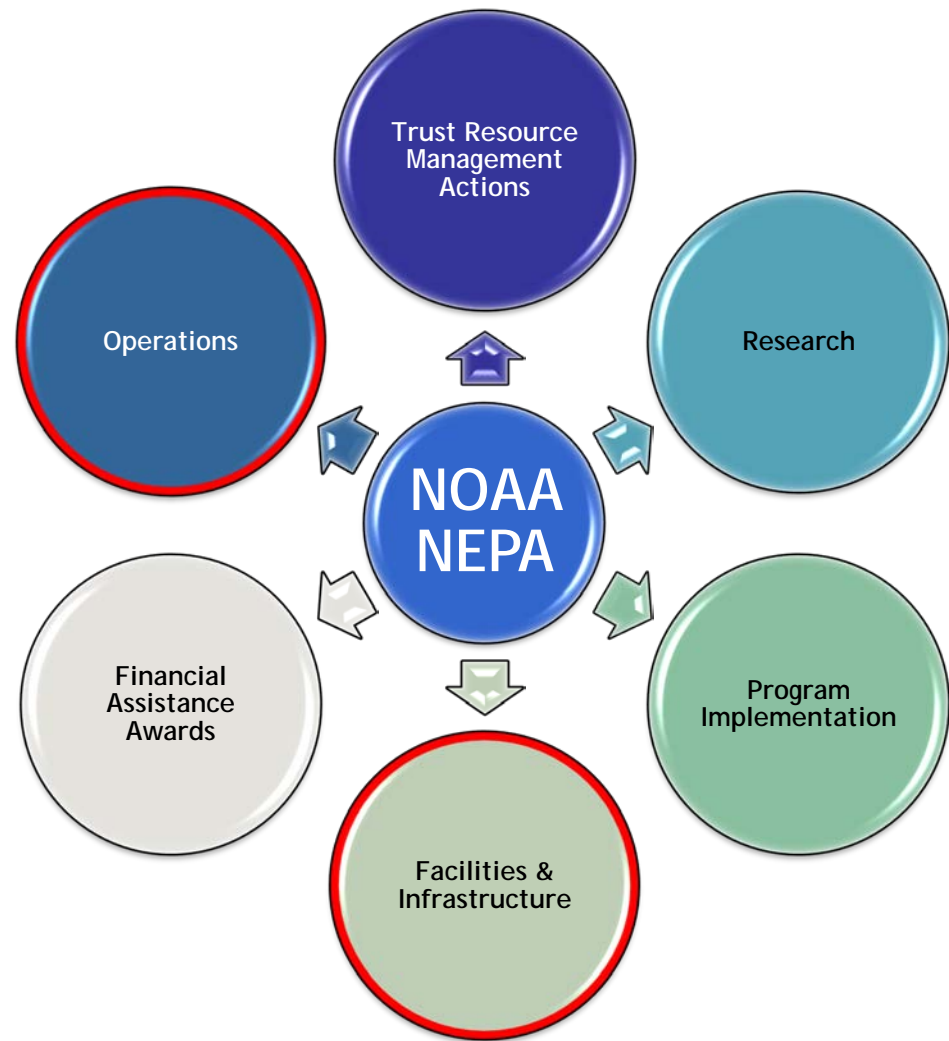 Trust Resource
Management
Actions
Operations
Research
NOAA
NEPA
Financial
Assistance
Awards
Program
Implementation
Facilities &
Infrastructure